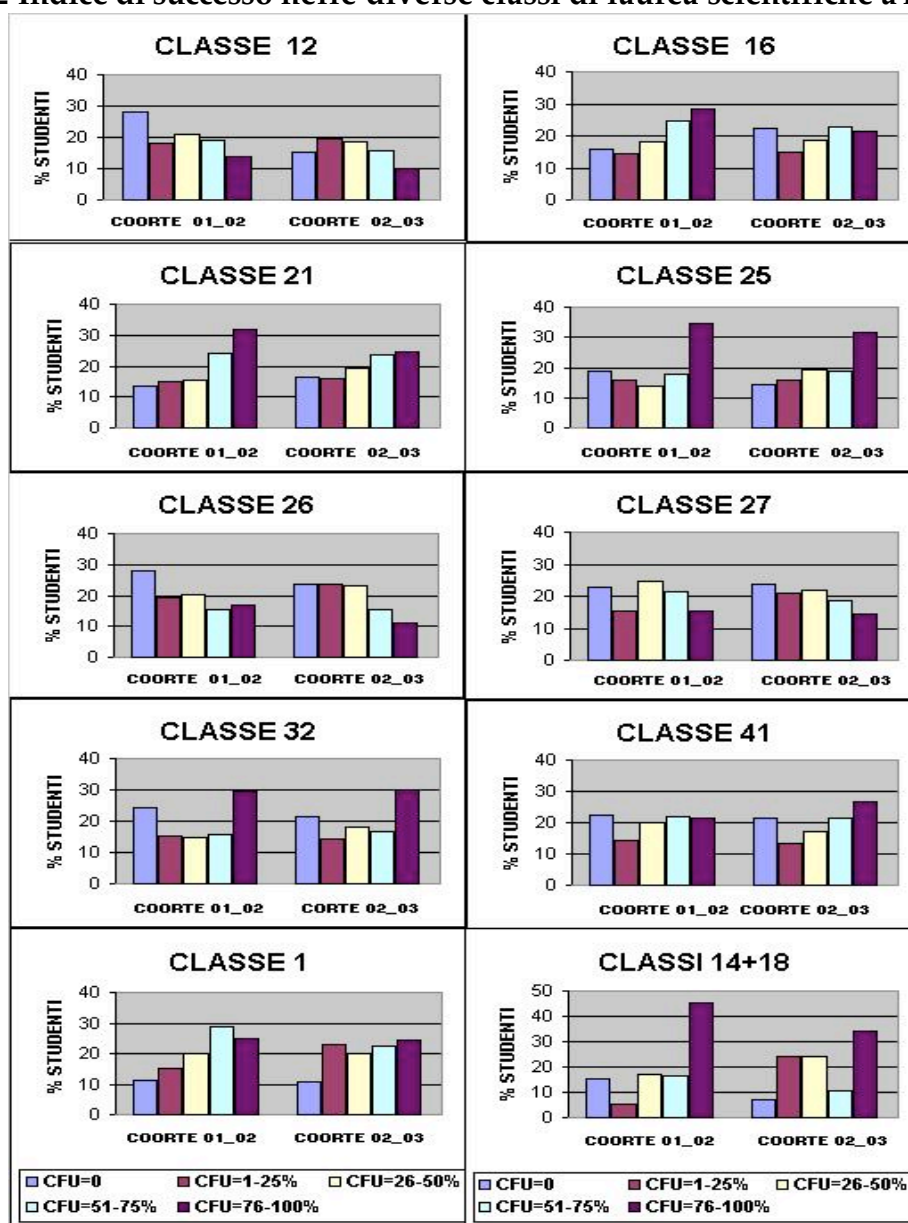 Indice di successo nelle diverse classi di laurea scientifiche a
CLASSE 12
% STUDENTI
40
30
20
10
0
COORTE 01_02
COORTE 02_03
CLASSE 16
% STUDENTI
40
30
20
10
0
COORTE 01_02
COORTE 02_03
CLASSE 21
% STUDENTI
40
30
20
10
0
COORTE 01_02
COORTE 02_03
CLASSE 25
% STUDENTI
40
30
20
10
0
COORTE 01_02
COORTE 02_03
CLASSE 26
% STUDENTI
40
30
20
10
0
COORTE 01_02
COORTE 02_03
CLASSE 27
% STUDENTI
40
30
20
10
0
COORTE 01_02
COORTE 02_03
CLASSE 32
% STUDENTI
40
30
20
10
0
COORTE 01_02
CORTE 02_03
CLASSE 41
% STUDENTI
40
30
20
10
0
COORTE 01_02
COORTE 02_03
CLASSE 1
% STUDENTI
40
30
20
10
0
COORTE 01_02
COORTE 02_03
CFU=0
CFU=1-25%
CFU=26-50%
CFU=51-75%
CFU=76-100%
CLASSI 14+18
% STUDENTI
50
40
30
20
10
0
COORTE 01_02
COORTE 02_03
CFU=0
CFU=1-25%
CFU=26-50%
CFU=51-75%
CFU=76-100%